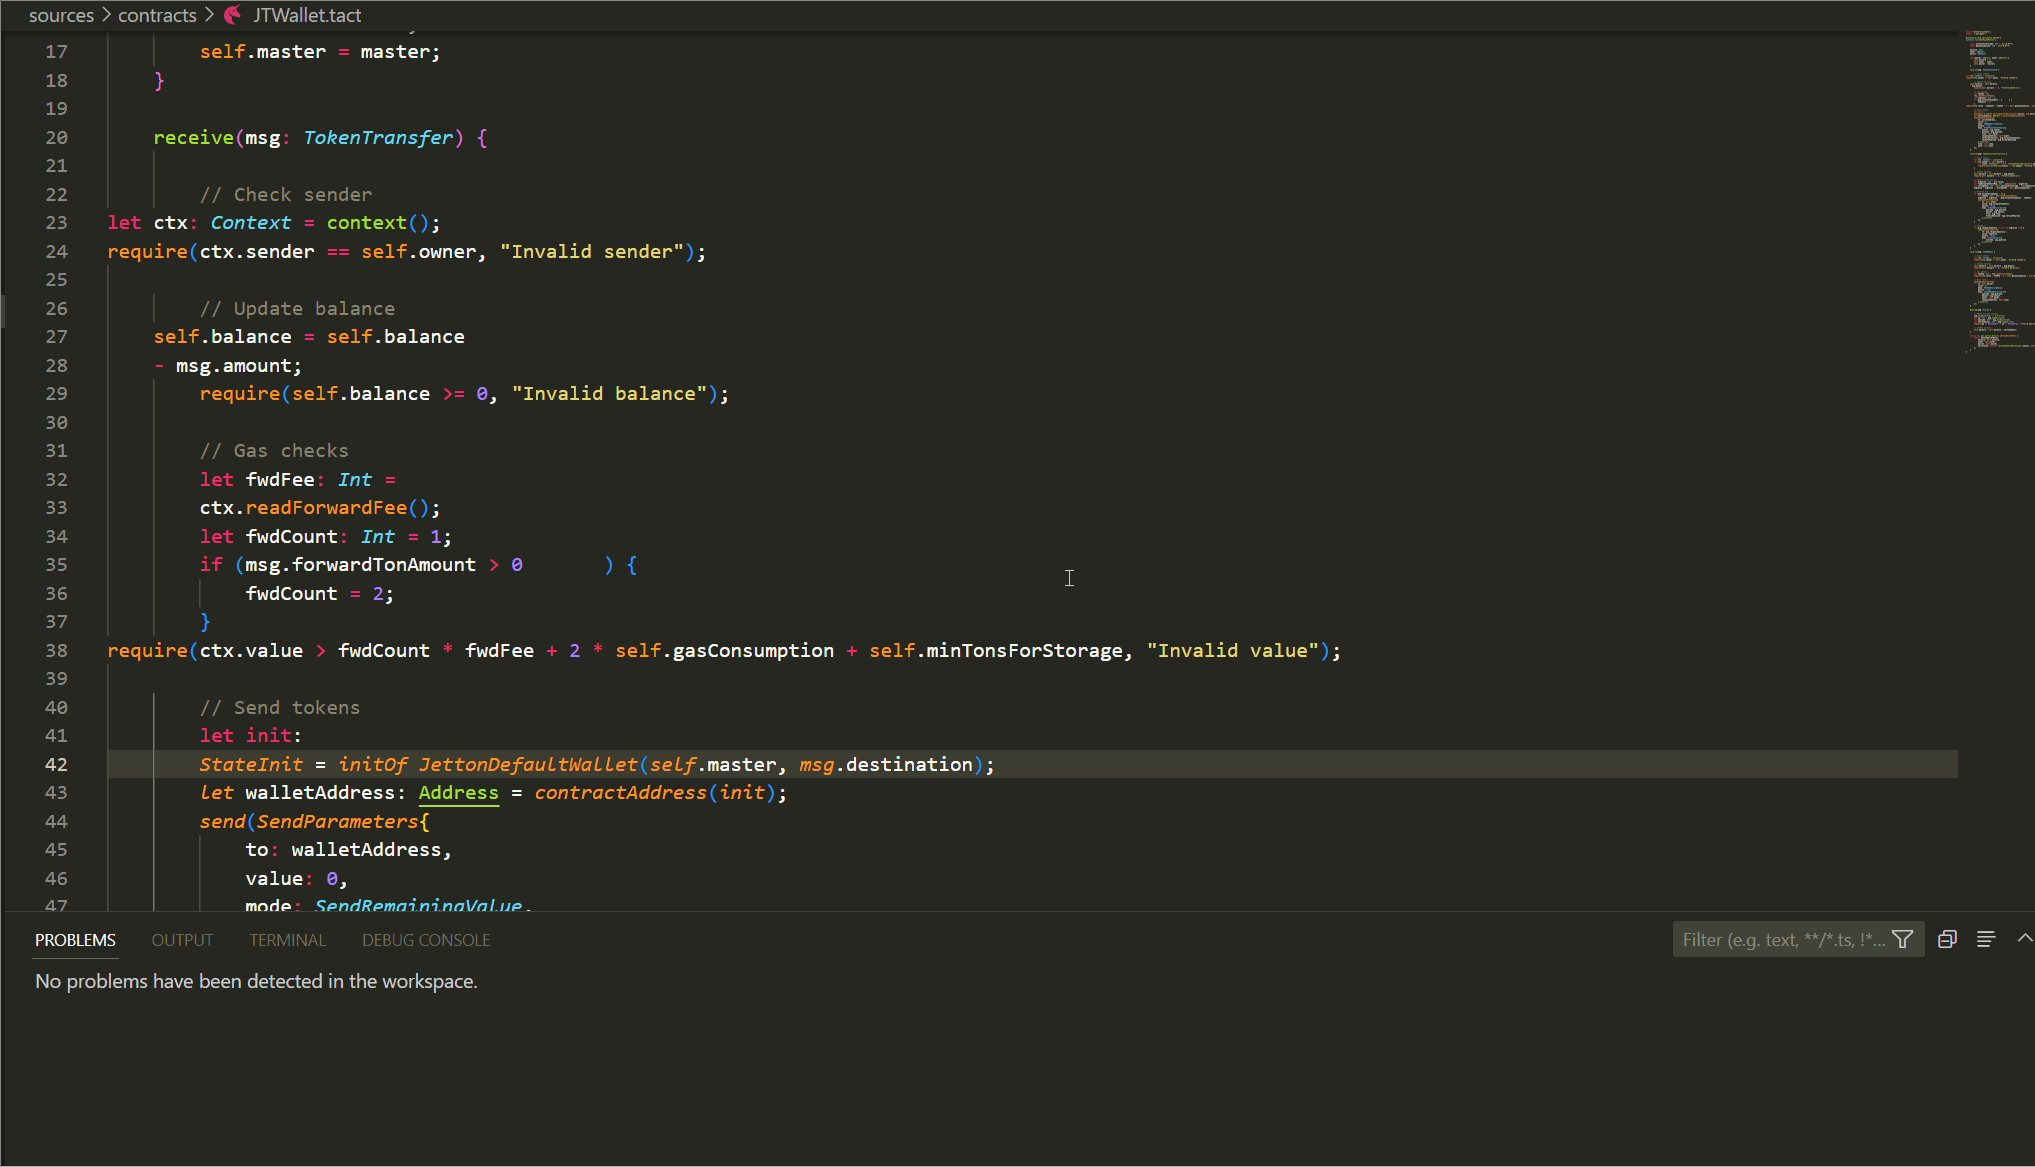 sources > contracts > JTWallet.tact
17 self.master = master;
18 }
19
20 receive(msg: TokenTransfer) {
21
22 // Check sender
23 let ctx: Context = context();
24 require(ctx.sender == self.owner, "Invalid sender");
25
26 // Update balance
27 self.balance = self.balance
28 - msg.amount;
29 require(self.balance >= 0, "Invalid balance");
30
31 // Gas checks
32 let fwdFee: Int =
33 ctx.readForwardFee();
34 let fwdCount: Int = 1;
35 if (msg.forwardTonAmount > 0 ) {
36 fwdCount = 2;
37 }
38 require(ctx.value > fwdCount * fwdFee + 2 * self.gasConsumption + self.minTonsForStorage, "Invalid value");
39
40 // Send tokens
41 let init:
42 StateInit = initOf JettonDefaultWallet(self.master, msg.destination);
43 let walletAddress: Address = contractAddress(init);
44 send(SendParameters{
45 to: walletAddress,
46 value: 0,
47 mode: SendRemainingValue,
PROBLEMS OUTPUT TERMINAL DEBUG CONSOLE Filter (e.g. text, **/*.ts, !*...
No problems have been detected in the workspace.